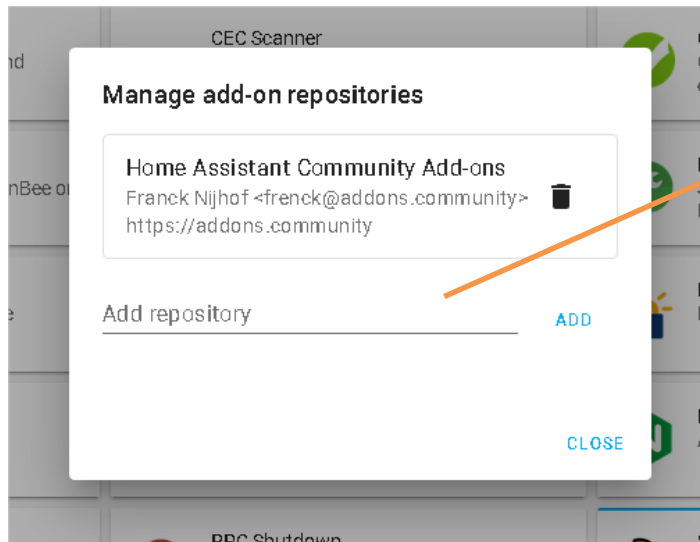 CEC Scanner
nd
Manage add-on repositories
Home Assistant Community Add-ons
Franck Nijhof <frenck@addons.community>
https://addons.community
nBee or
Add repository
ADD
CLOSE
RPC Shutdown